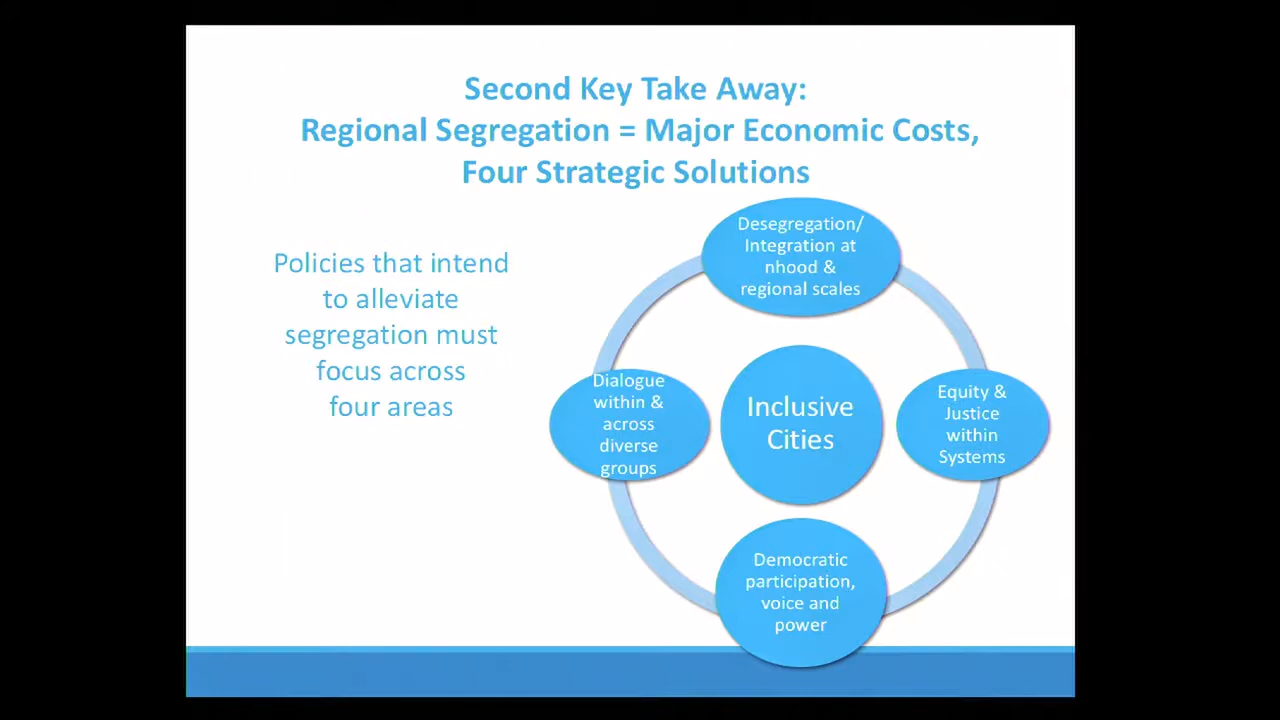 Second Key Take Away:
Regional Segregation = Major Economic Costs,
Four Strategic Solutions
Policies that intend
to alleviate
segregation must
focus across
four areas
Desegregation/
Integration at
nhood &
regional scales
Dialogue
within &
across
diverse
groups
Inclusive
Cities
Equity &
Justice
within
Systems
Democratic
participation,
voice and
power